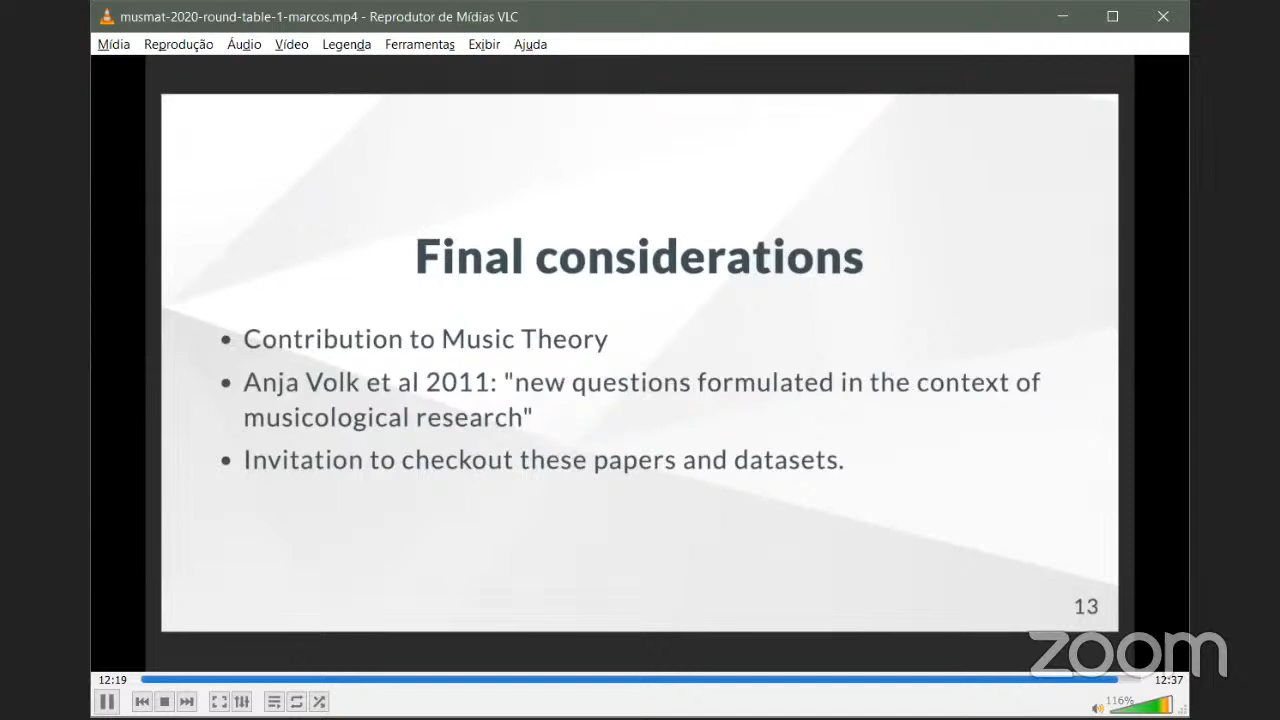 musmat-2020-round-table-1-marcos.mp4 - Reprodutor de Mídias VLC
Mídia Reprodução Áudio Vídeo Legenda Ferramentas Exibir Ajuda
Final considerations
• Contribution to Music Theory
• Anja Volk et al 2011: "new questions formulated in the context of
musicological research"
• Invitation to checkout these papers and datasets.
13
zoom
12:19
12:37
116%